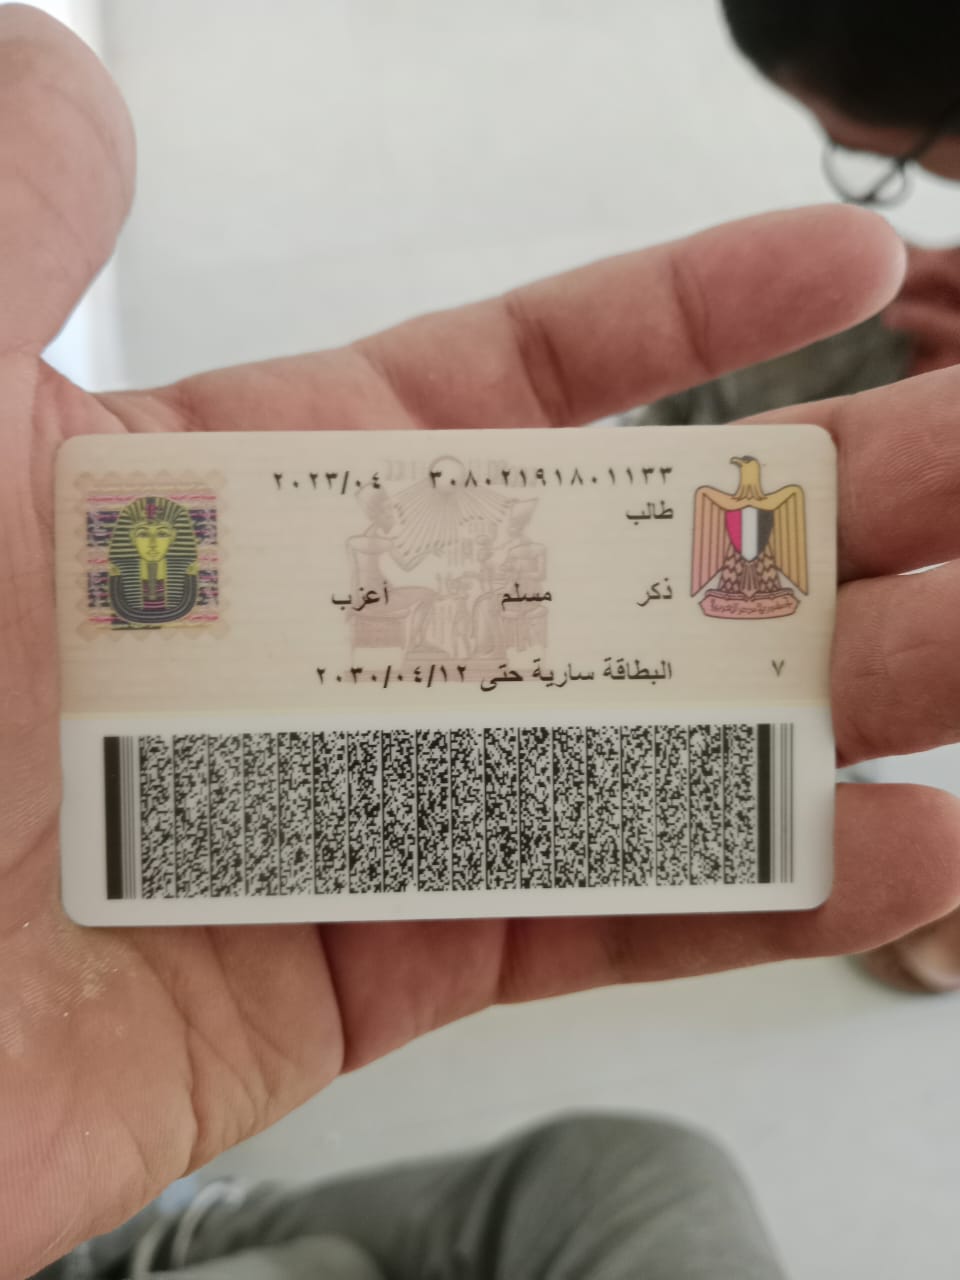 ٣٠٨٠٢١٩١٨٠١١٣٣ ٢٠٢٣/٠٤
طالب
ذكر مسلم أعزب
٧ البطاقة سارية حتى ٢٠٣٠/٠٤/١٢